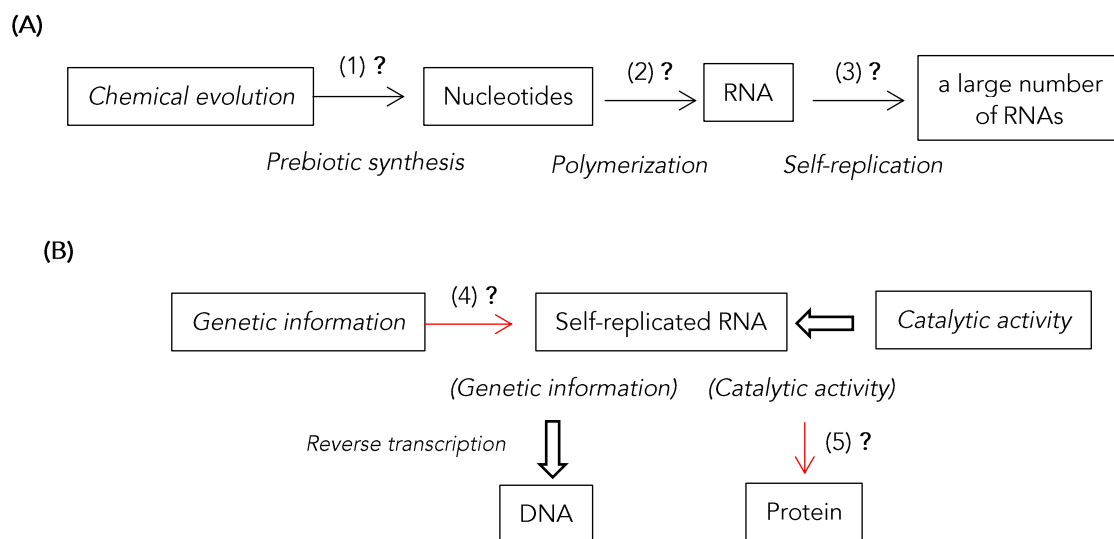 (A)
(1) ? (2) ? (3) ?
Chemical evolution Nucleotides RNA a large number
of RNAs
Prebiotic synthesis Polymerization Self-replication
(B)
(4) ?
Genetic information Self-replicated RNA Catalytic activity
(Genetic information) (Catalytic activity)
Reverse transcription (5) ?
DNA Protein